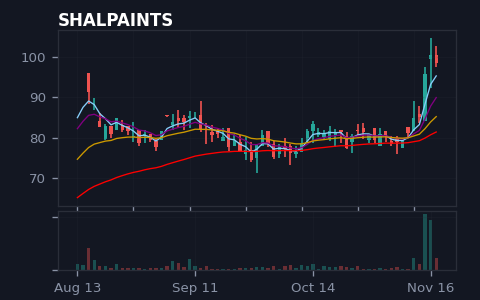 SHALPAINTS
100
90
80
70
Aug 13
Sep 11
Oct 14
Nov 16